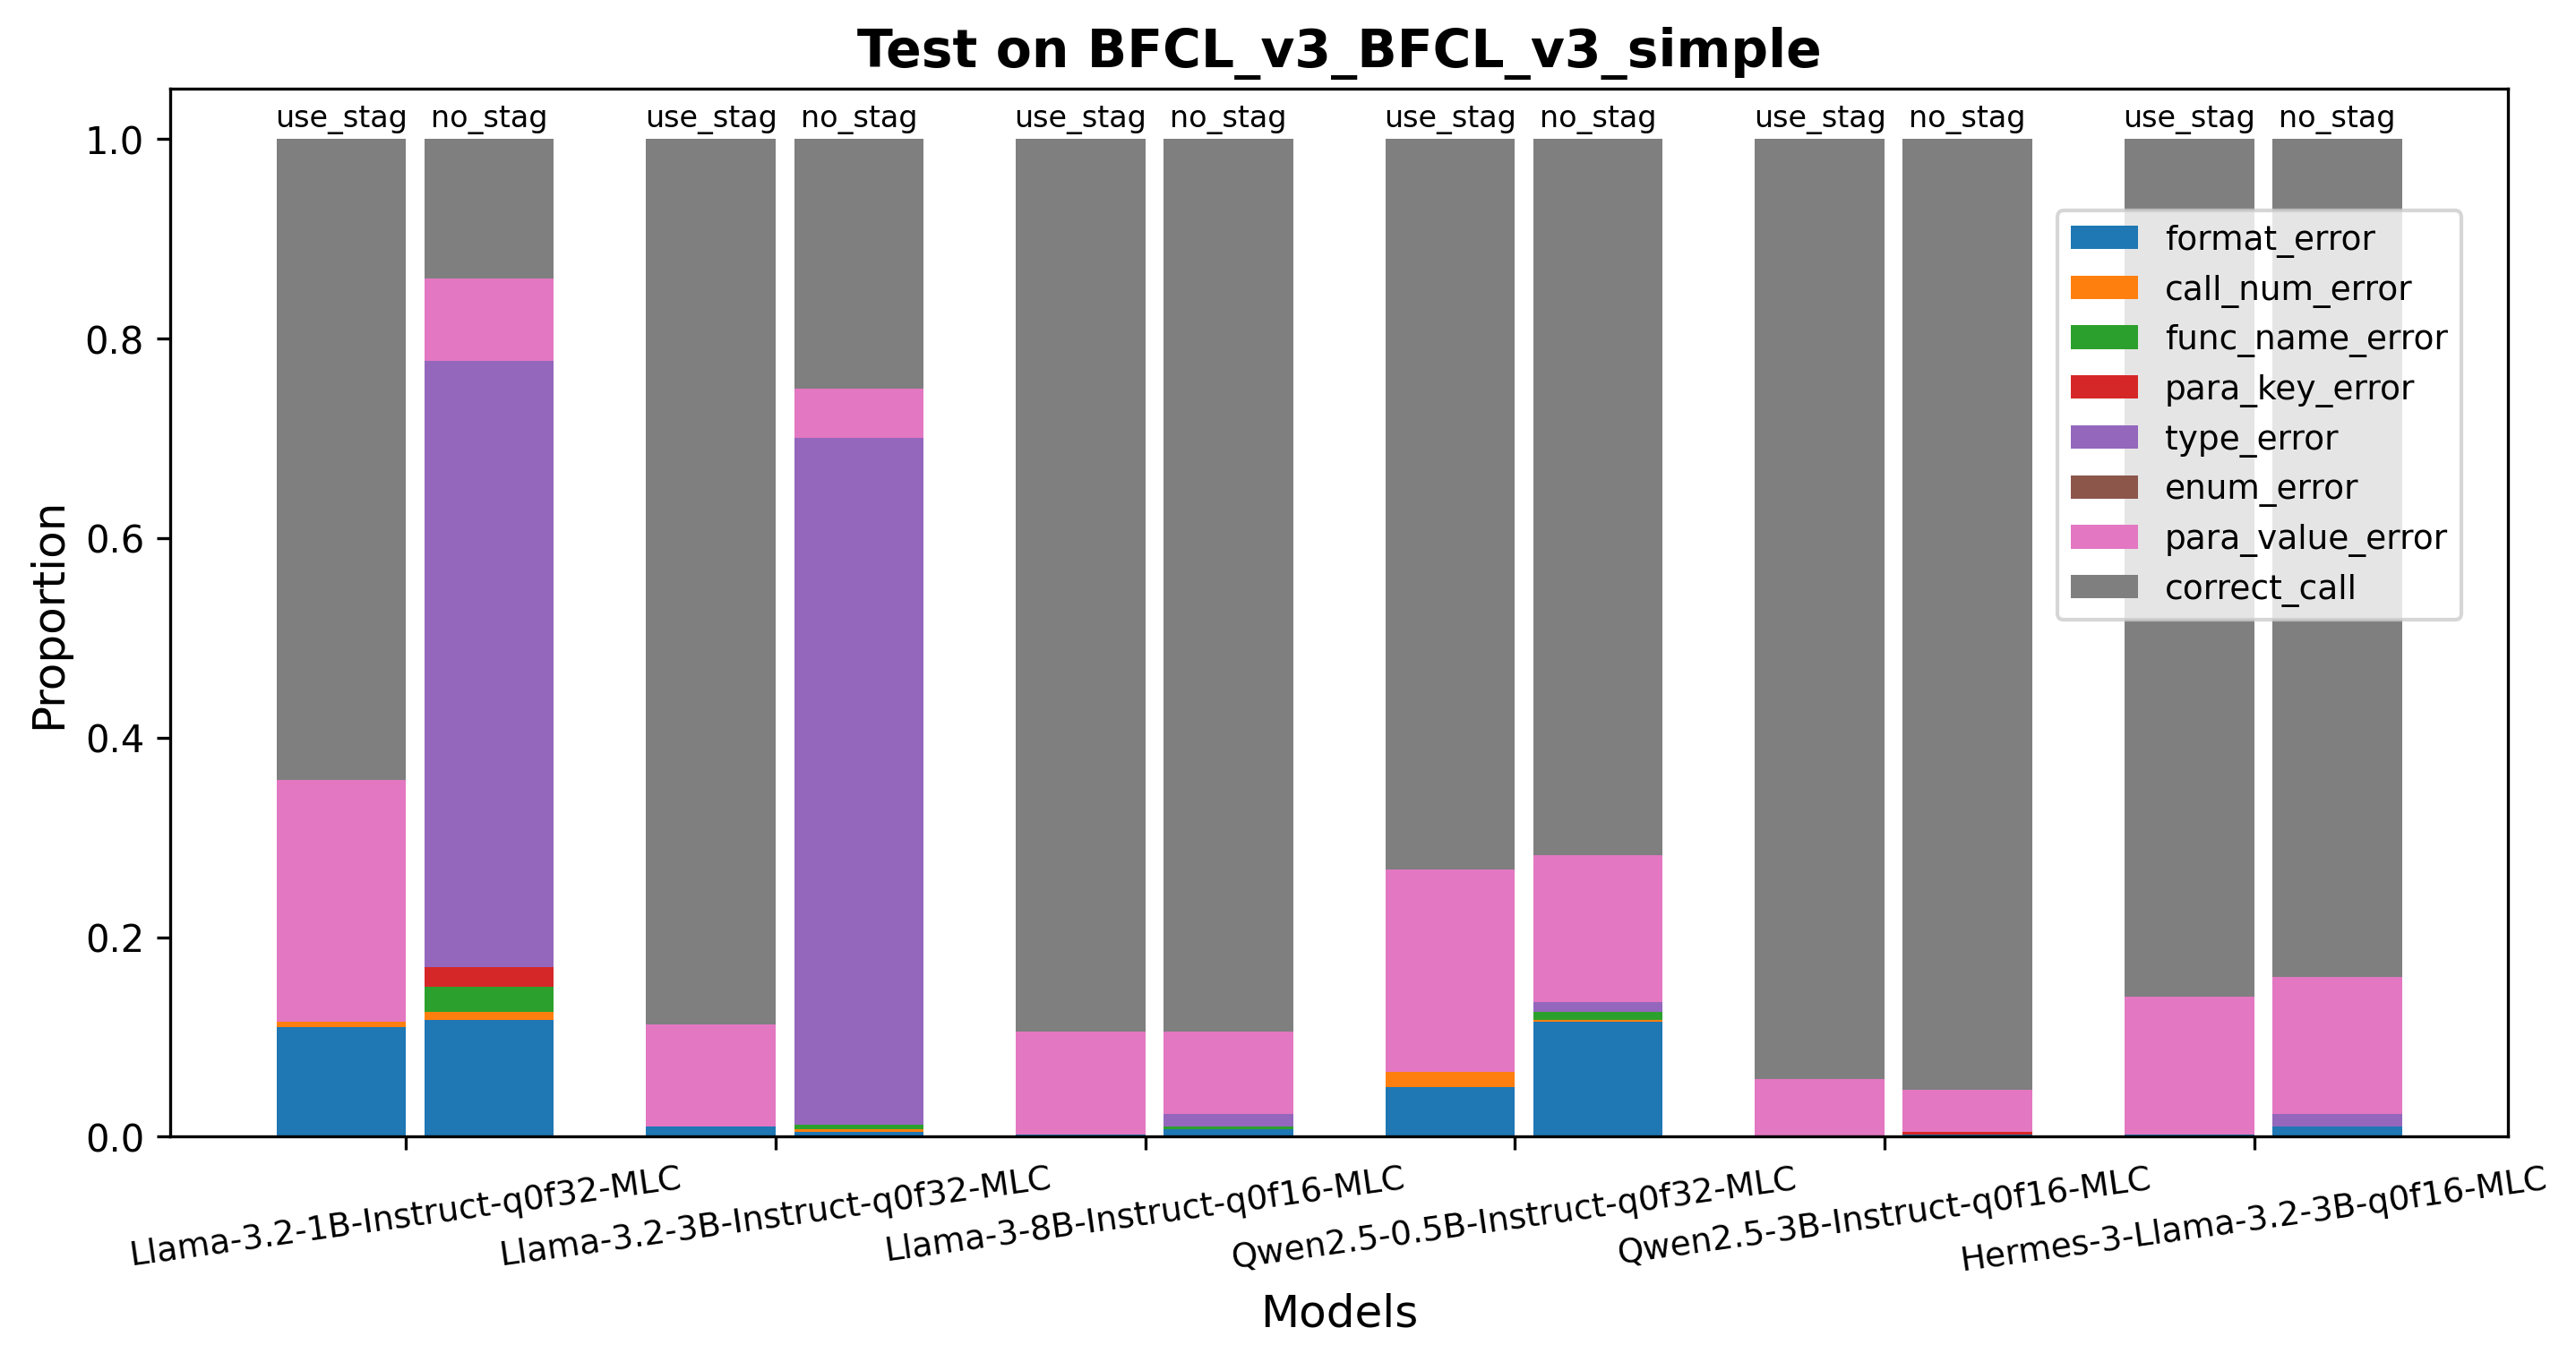 Test on BFCL_v3_BFCL_v3_simple
use_stag no_stag use_stag no_stag use_stag no_stag use_stag no_stag use_stag no_stag use_stag no_stag
1.0
0.8
0.6
0.4
0.2
0.0
Proportion
format_error
call_num_error
func_name_error
para_key_error
type_error
enum_error
para_value_error
correct_call
Llama-3.2-1B-Instruct-q0f32-MLC
Llama-3.2-3B-Instruct-q0f32-MLC
Llama-3-8B-Instruct-q0f16-MLC
Qwen2.5-0.5B-Instruct-q0f32-MLC
Qwen2.5-3B-Instruct-q0f16-MLC
Hermes-3-Llama-3.2-3B-q0f16-MLC
Models